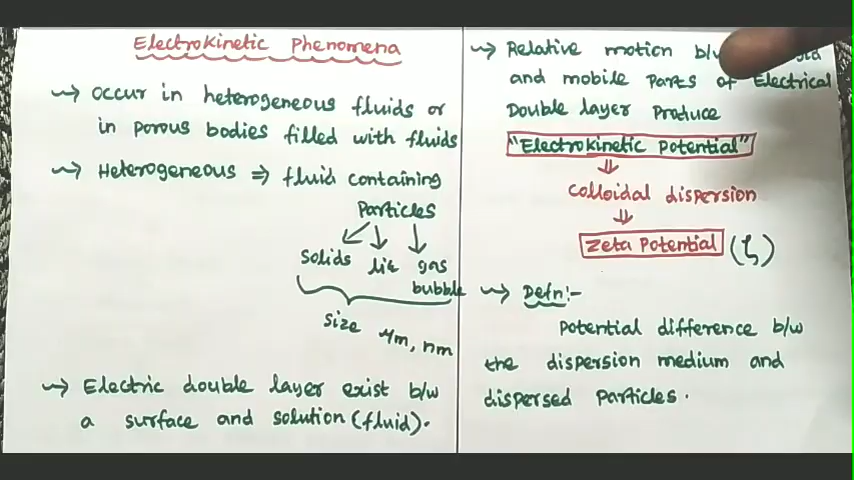 Electrokinetic Phenomena
⇝ occur in heterogeneous fluids or
in porous bodies filled with fluids
⇝ Heterogeneous ⇒ fluid containing
Particles
Solids liq gas
bubble
size μm, nm
⇝ Electric double layer exist b/w
a surface and solution (fluid).
⇝ Relative motion b/w
and mobile parts of Electrical
Double layer Produce
"Electrokinetic Potential"
⇓
Colloidal dispersion
⇓
Zeta Potential (ζ)
⇝ Defn:-
Potential difference b/w
the dispersion medium and
dispersed Particles.